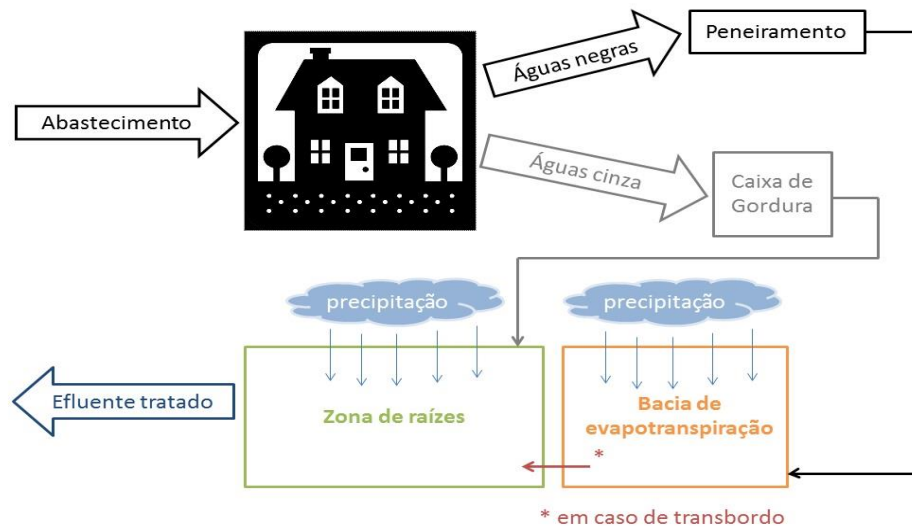 Peneiramento
Águas negras
Abastecimento
Águas cinza
Caixa de
Gordura
precipitação
precipitação
Efluente tratado
Zona de raízes
Bacia de
evapotranspiração
*
* em caso de transbordo